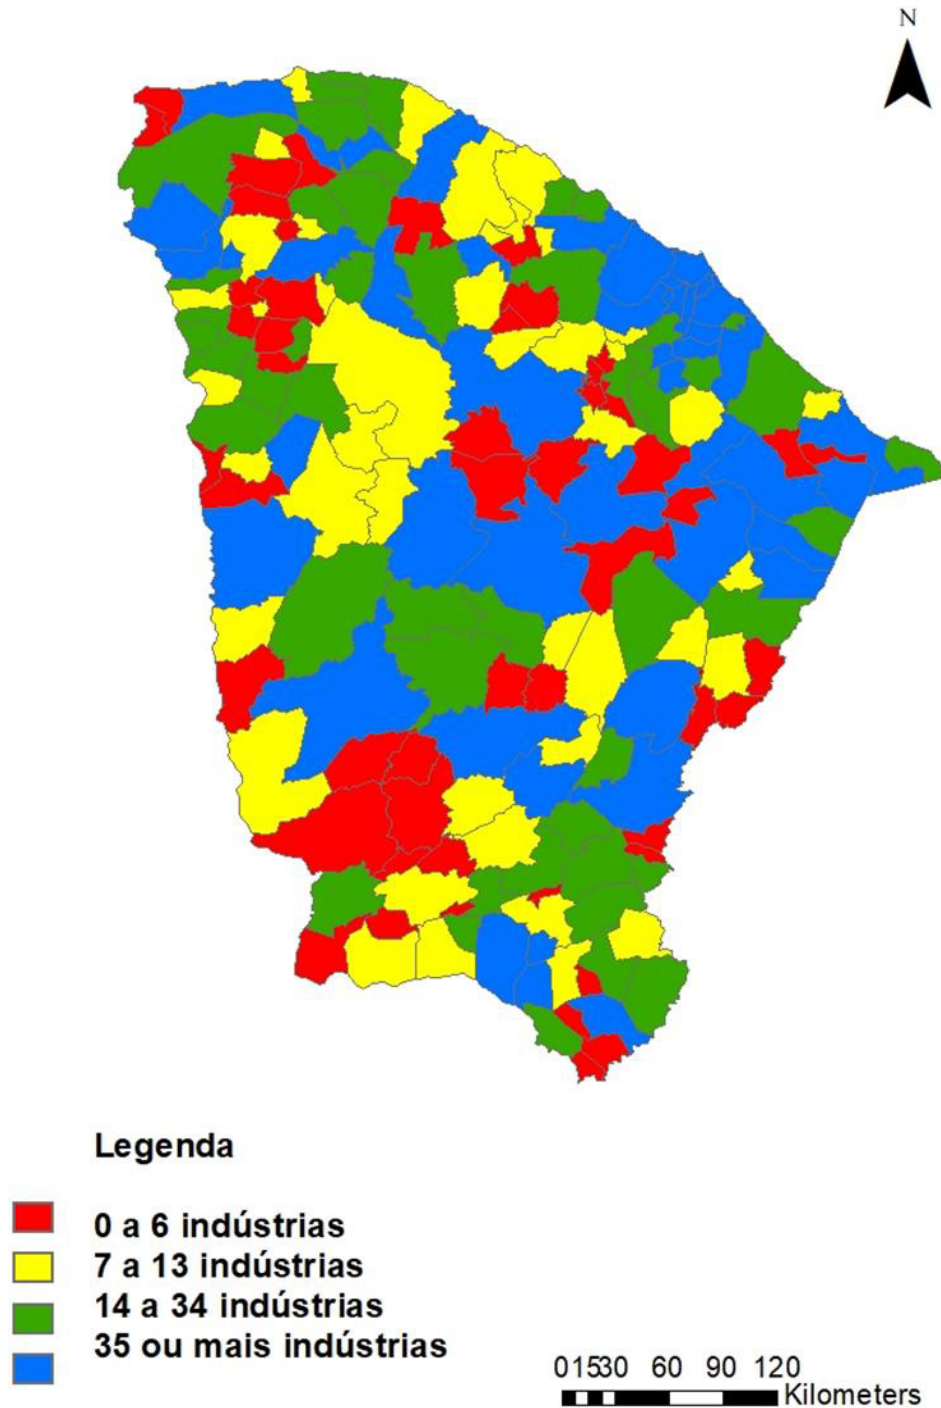 N
Legenda
0 a 6 indústrias
7 a 13 indústrias
14 a 34 indústrias
35 ou mais indústrias
01530 60 90 120
Kilometers